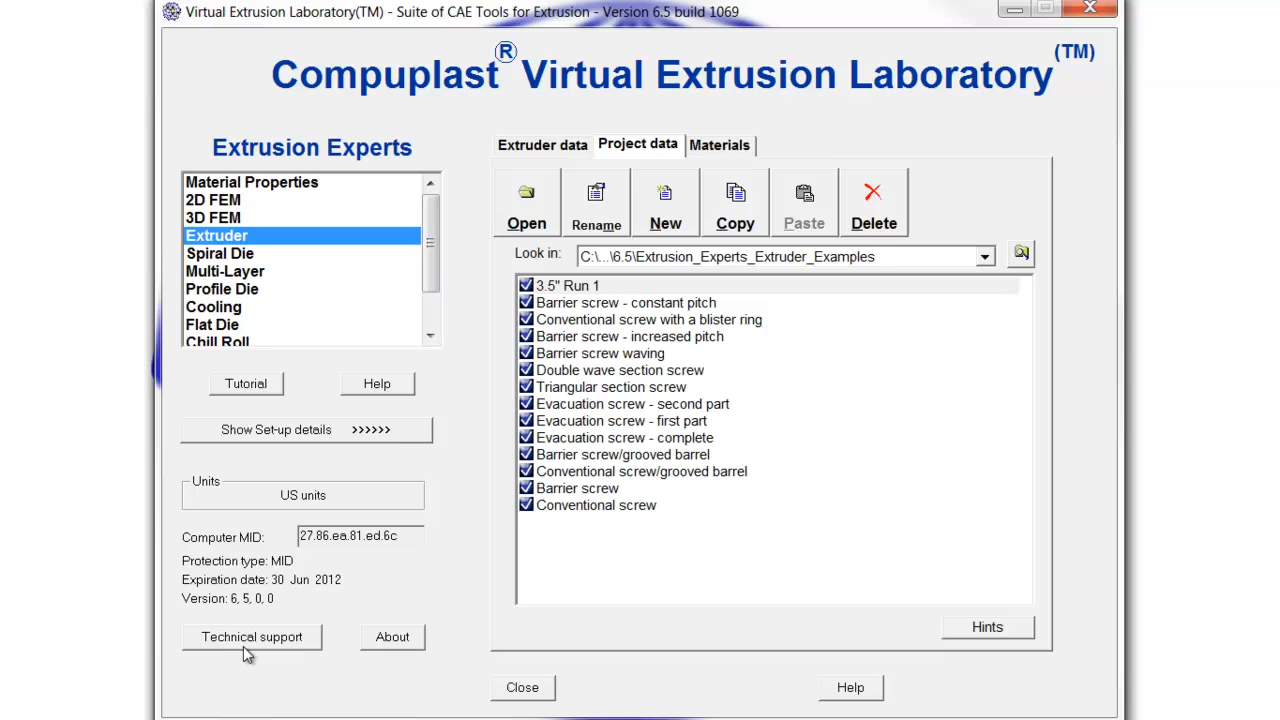 Virtual Extrusion Laboratory(TM) - Suite of CAE Tools for Extrusion - Version 6.5 build 1069
Compuplast® Virtual Extrusion Laboratory (TM)
Extrusion Experts
Material Properties
2D FEM
3D FEM
Extruder
Spiral Die
Multi-Layer
Profile Die
Cooling
Flat Die
Chill Roll
Tutorial
Help
Show Set-up details >>>>>>
Units
US units
Computer MID: 27.86.ea.81.ed.6c
Protection type: MID
Expiration date: 30 Jun 2012
Version: 6, 5, 0, 0
Technical support
About
Extruder data
Project data
Materials
Open
Rename
New
Copy
Paste
Delete
Look in: C:\...\6.5\Extrusion_Experts_Extruder_Examples
3.5" Run 1
Barrier screw - constant pitch
Conventional screw with a blister ring
Barrier screw - increased pitch
Barrier screw waving
Double wave section screw
Triangular section screw
Evacuation screw - second part
Evacuation screw - first part
Evacuation screw - complete
Barrier screw/grooved barrel
Conventional screw/grooved barrel
Barrier screw
Conventional screw
Hints
Close
Help